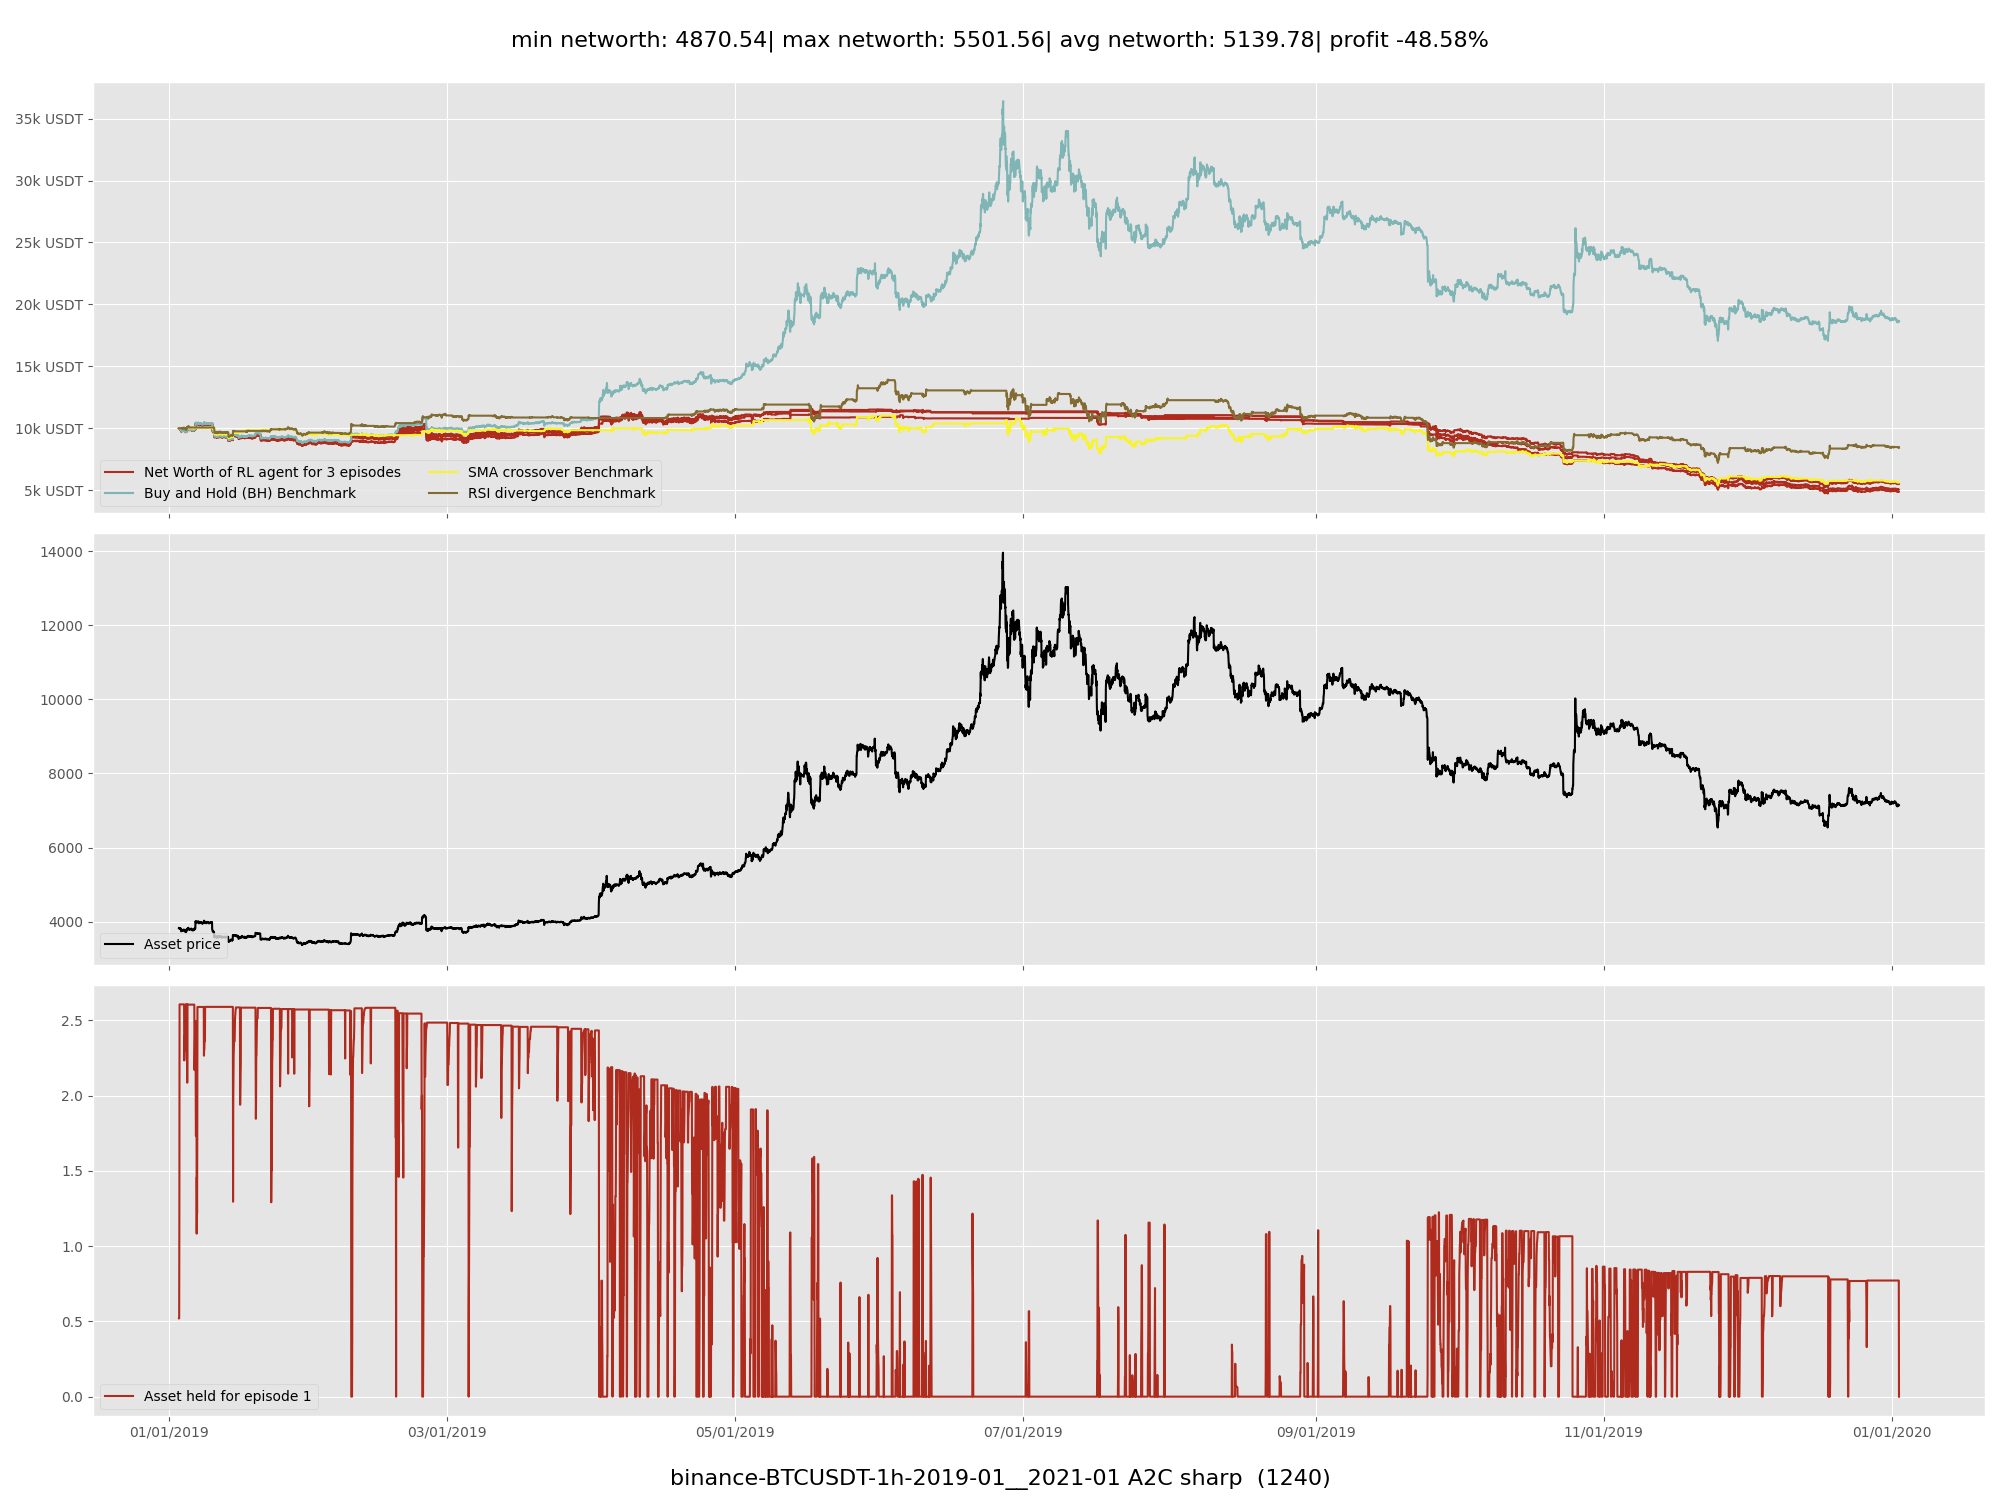 min networth: 4870.54| max networth: 5501.56| avg networth: 5139.78| profit -48.58%
35k USDT
30k USDT
25k USDT
20k USDT
15k USDT
10k USDT
5k USDT
Net Worth of RL agent for 3 episodes
Buy and Hold (BH) Benchmark
SMA crossover Benchmark
RSI divergence Benchmark
14000
12000
10000
8000
6000
4000
Asset price
2.5
2.0
1.5
1.0
0.5
0.0
Asset held for episode 1
01/01/2019
03/01/2019
05/01/2019
07/01/2019
09/01/2019
11/01/2019
01/01/2020
binance-BTCUSDT-1h-2019-01__2021-01 A2C sharp  (1240)